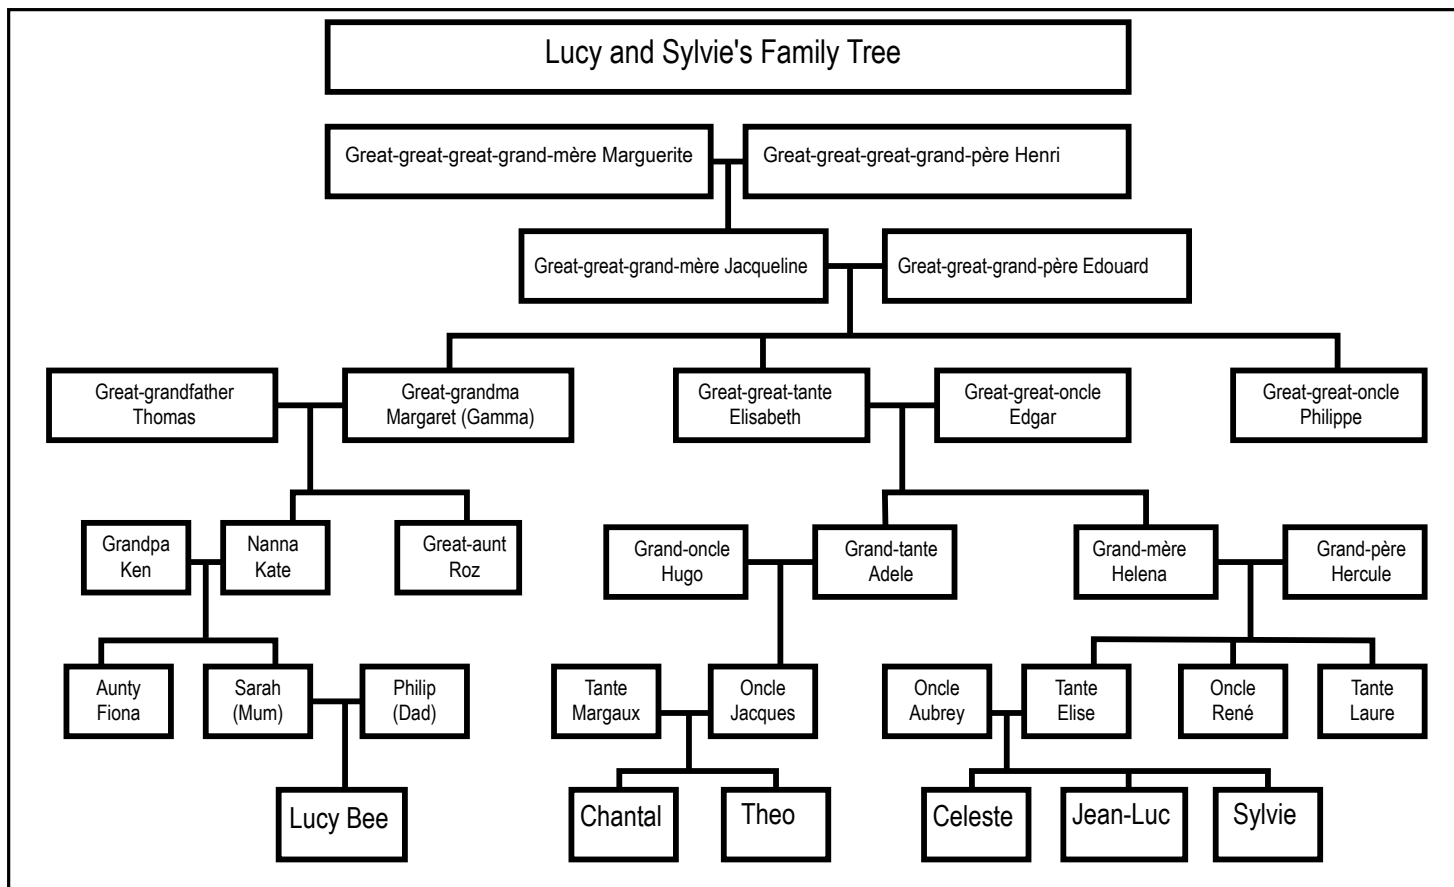 Lucy and Sylvie's Family Tree
Great-great-great-grand-mère Marguerite
Great-great-great-grand-père Henri
Great-great-grand-mère Jacqueline
Great-great-grand-père Edouard
Great-grandfather
Thomas
Great-grandma
Margaret (Gamma)
Great-great-tante
Elisabeth
Great-great-oncle
Edgar
Great-great-oncle
Philippe
Grandpa
Ken
Nanna
Kate
Great-aunt
Roz
Grand-oncle
Hugo
Grand-tante
Adele
Grand-mère
Helena
Grand-père
Hercule
Aunty
Fiona
Sarah
(Mum)
Philip
(Dad)
Tante
Margaux
Oncle
Jacques
Oncle
Aubrey
Tante
Elise
Oncle
René
Tante
Laure
Lucy Bee
Chantal
Theo
Celeste
Jean-Luc
Sylvie